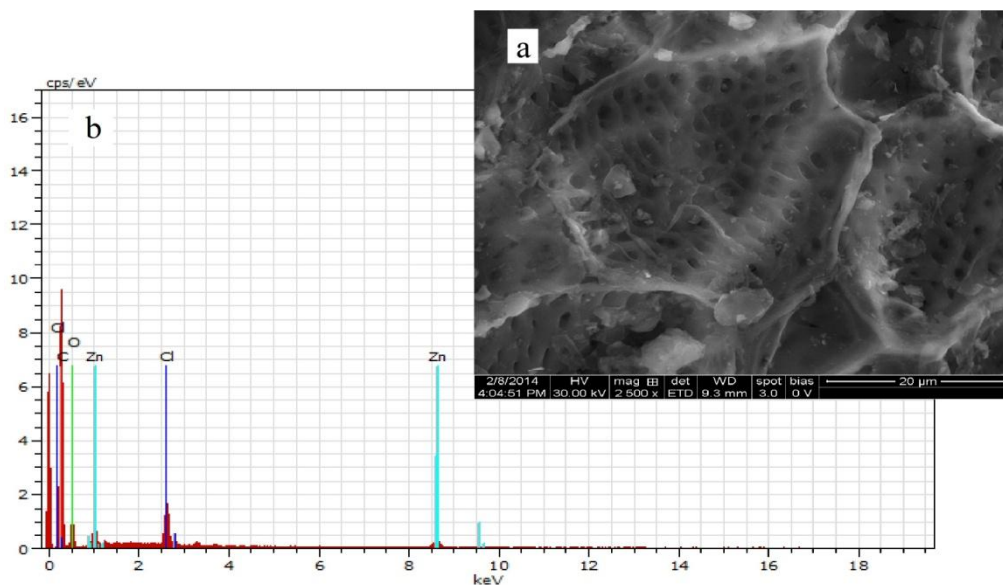 a
cps/ eV
b
16
14
12
10
8
6
4
2
0
Cl
C
O
Zn
Cl
Zn
2/8/2014 HV mag ⊞ det WD spot bias
4:04:51 PM 30.00 kV 2 500 x ETD 9.3 mm 3.0 0 V 20 µm
0 2 4 6 8 10 12 14 16 18
keV